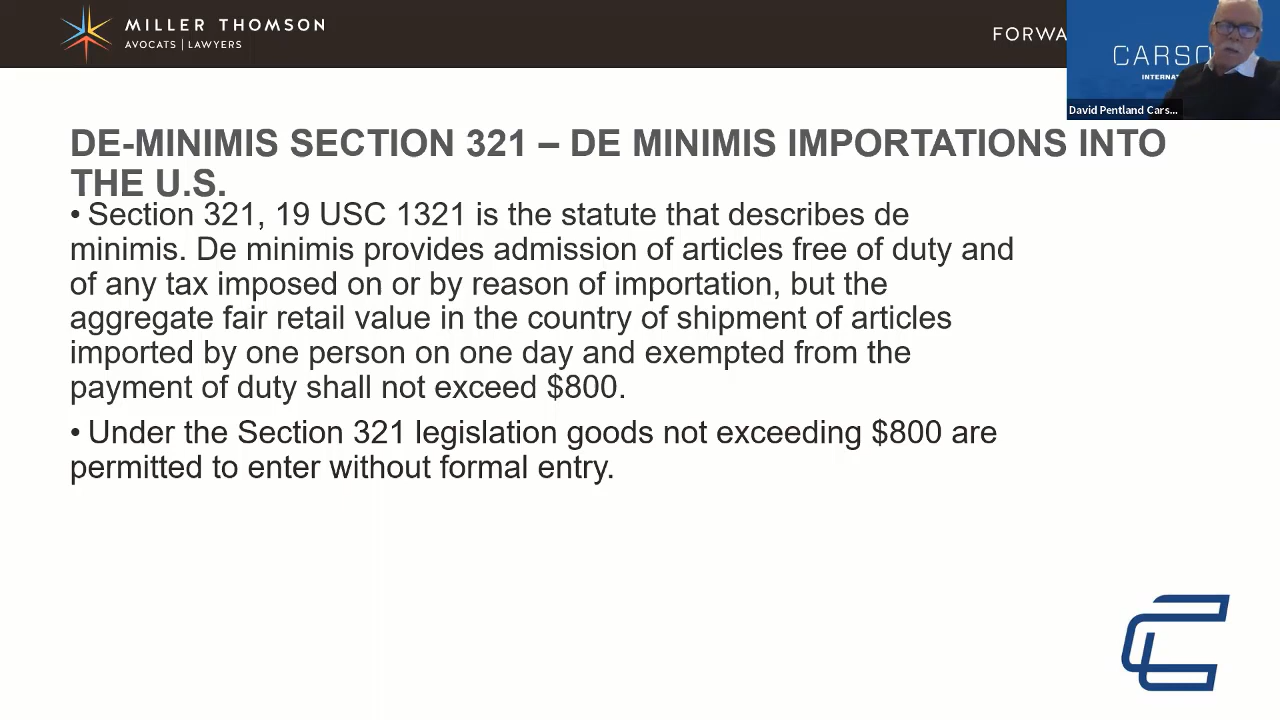 MILLER THOMSON
AVOCATS | LAWYERS
FORWA
CARSO
INTERNA
David Pentland Cars...
DE-MINIMIS SECTION 321 – DE MINIMIS IMPORTATIONS INTO
THE U.S.
• Section 321, 19 USC 1321 is the statute that describes de
minimis. De minimis provides admission of articles free of duty and
of any tax imposed on or by reason of importation, but the
aggregate fair retail value in the country of shipment of articles
imported by one person on one day and exempted from the
payment of duty shall not exceed $800.
• Under the Section 321 legislation goods not exceeding $800 are
permitted to enter without formal entry.